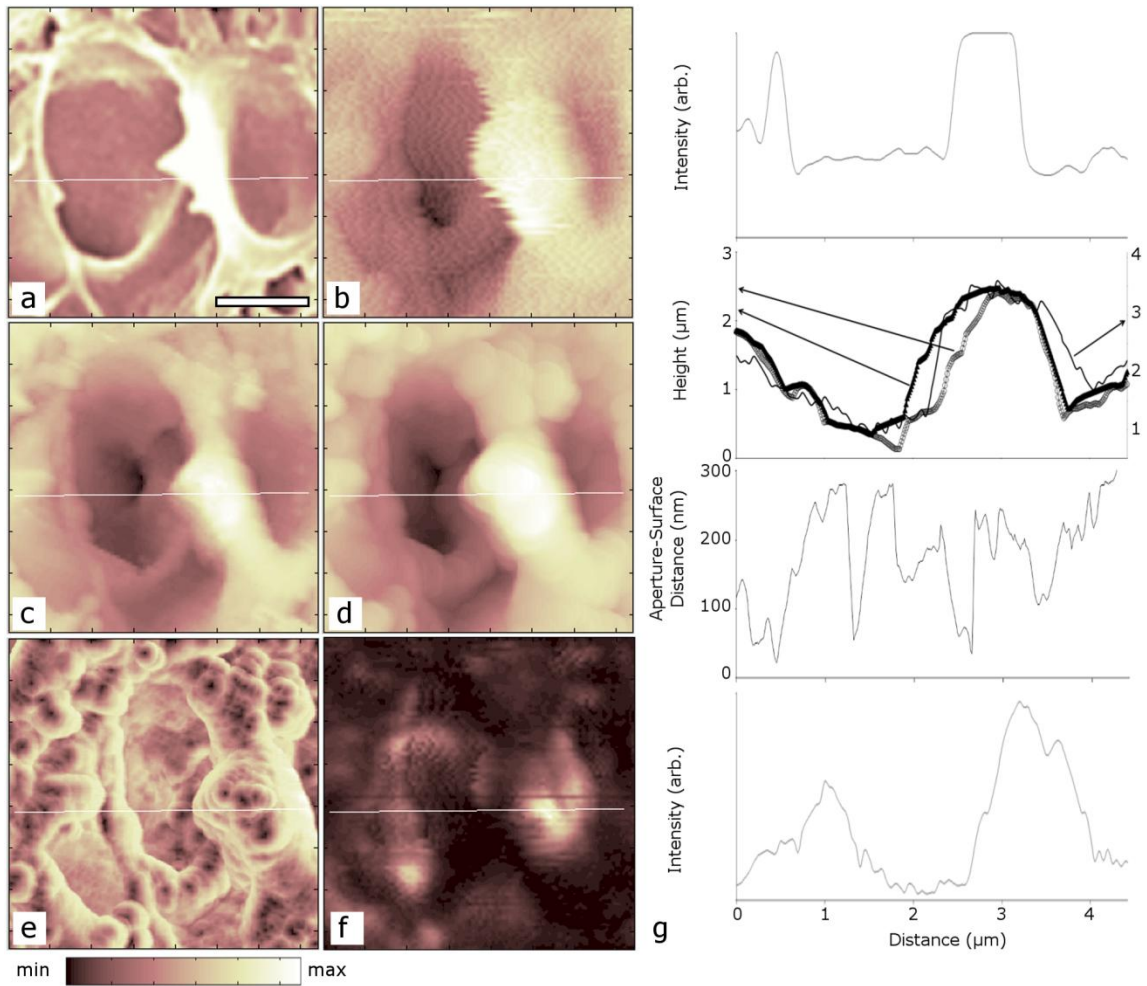 a
b
c
d
e
f
min
max
g
Intensity (arb.)
3
2
1
0
Height (µm)
4
3
2
1
300
200
100
0
Aperture-Surface
Distance (nm)
Intensity (arb.)
0 1 2 3 4
Distance (µm)